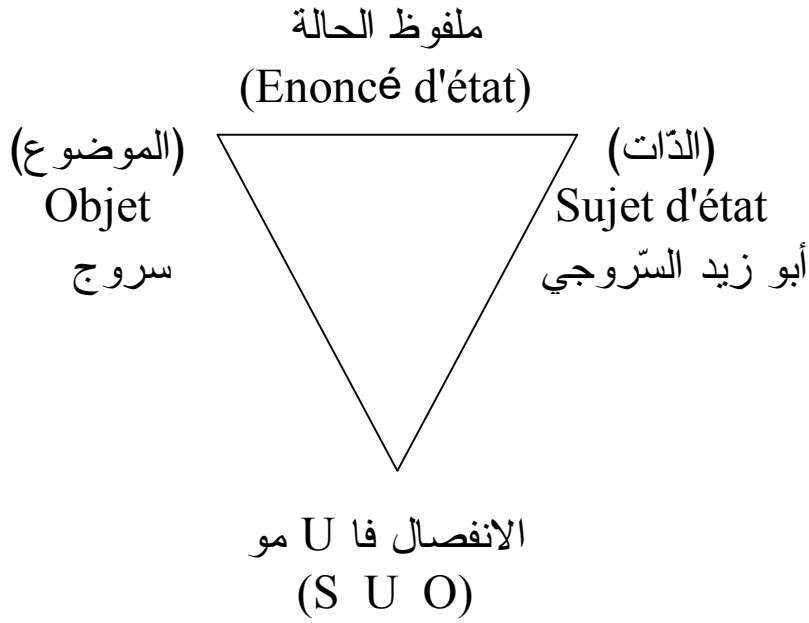 ملفوظ الحالة
(Enoncé d'état)
(الذّات)
Sujet d'état
أبو زيد السّروجي
(الموضوع)
Objet
سروج
الانفصال فا U مو
(S U O)